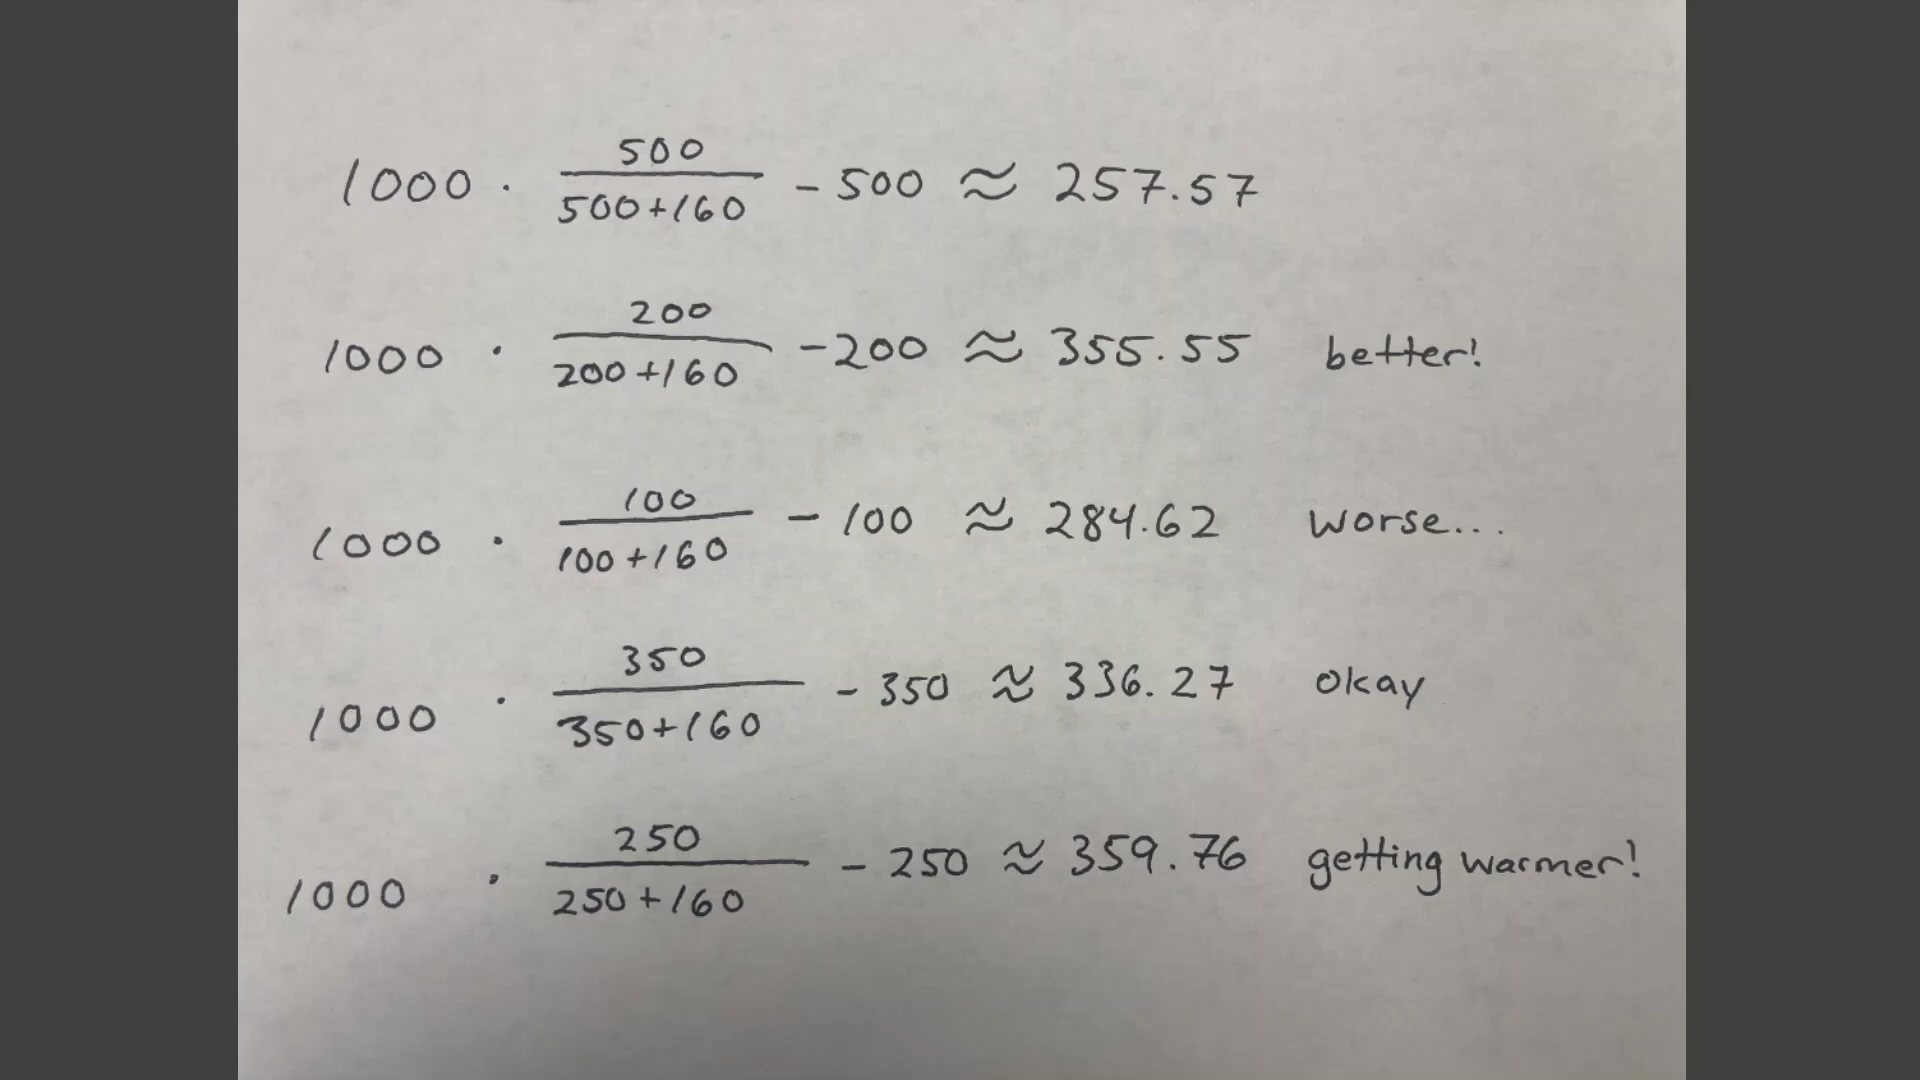 1000 · 500/(500+160) - 500 ≈ 257.57
1000 · 200/(200+160) - 200 ≈ 355.55 better!
1000 · 100/(100+160) - 100 ≈ 284.62 worse...
1000 · 350/(350+160) - 350 ≈ 336.27 okay
1000 · 250/(250+160) - 250 ≈ 359.76 getting warmer!